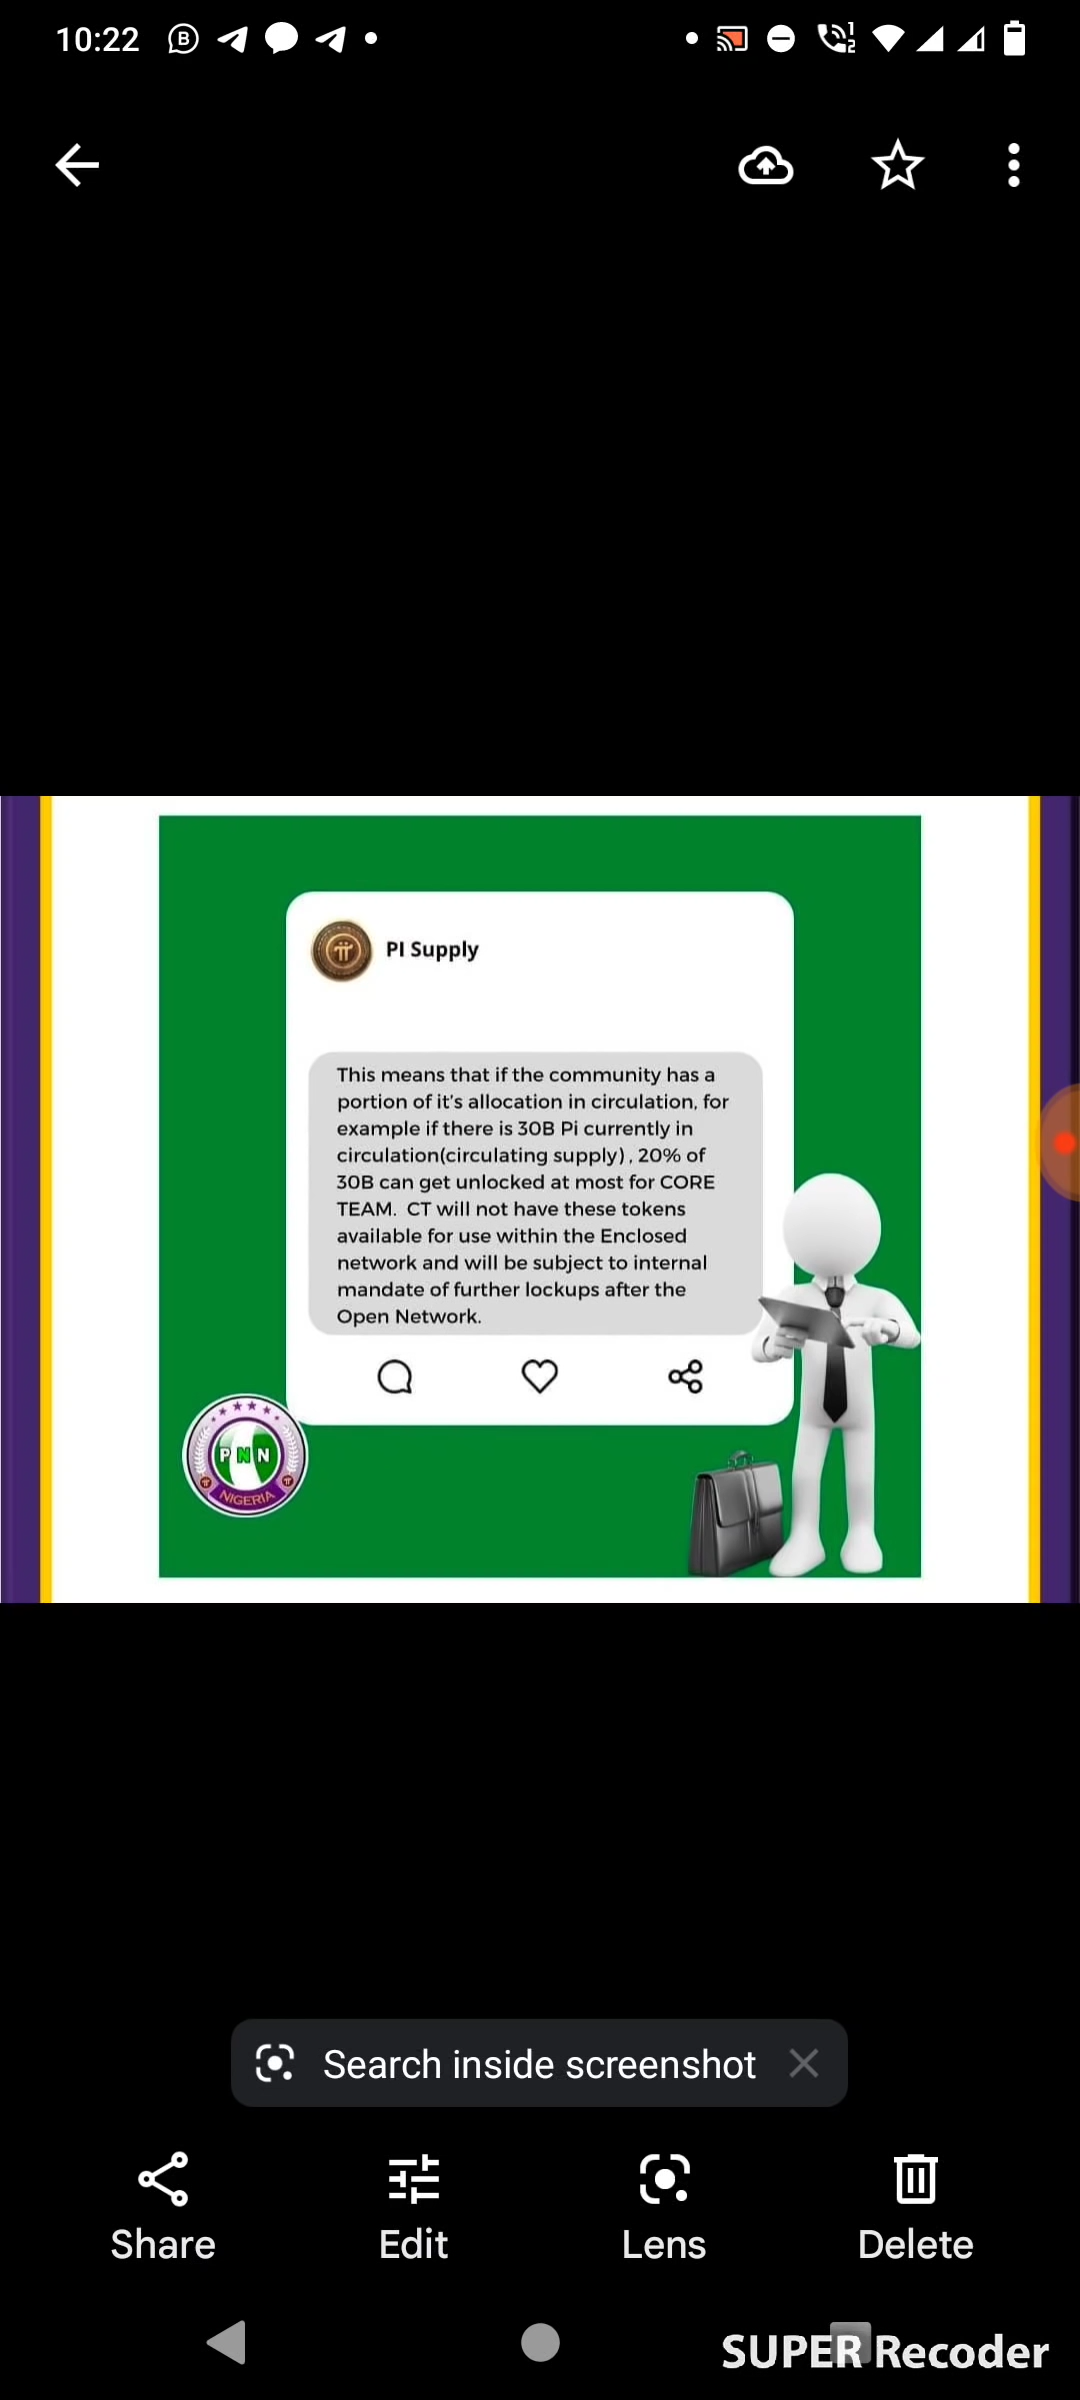 10:22
PI Supply
This means that if the community has a
portion of it's allocation in circulation, for
example if there is 30B Pi currently in
circulation(circulating supply), 20% of
30B can get unlocked at most for CORE
TEAM. CT will not have these tokens
available for use within the Enclosed
network and will be subject to internal
mandate of further lockups after the
Open Network.
PNN
NIGERIA
Search inside screenshot
Share
Edit
Lens
Delete
SUPER Recoder